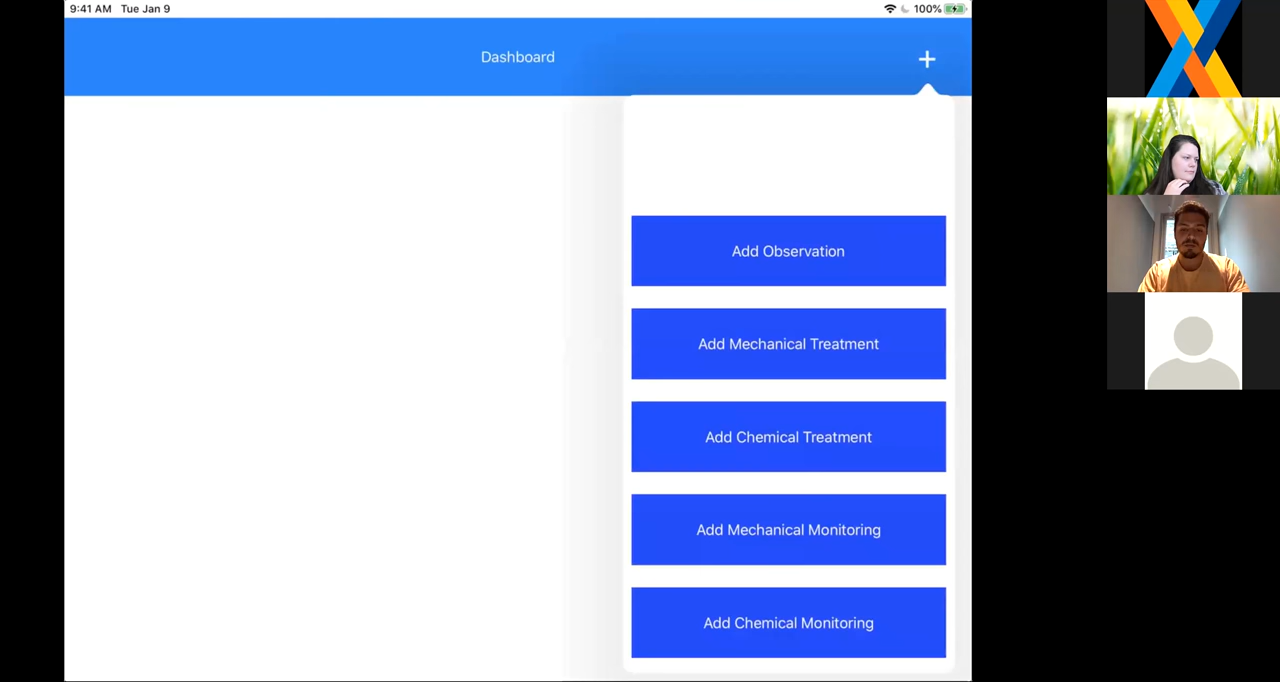 9:41 AM Tue Jan 9
100%
Dashboard
+
Add Observation
Add Mechanical Treatment
Add Chemical Treatment
Add Mechanical Monitoring
Add Chemical Monitoring